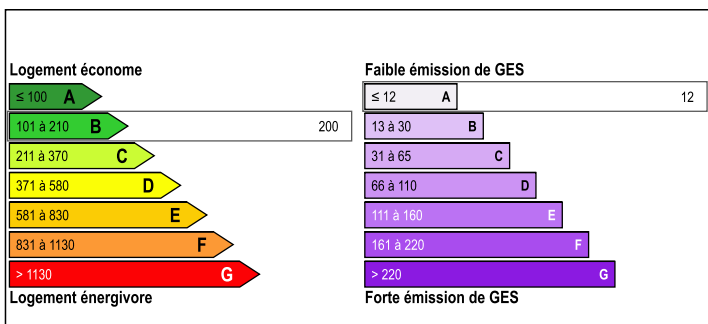 Logement économe
≤ 100 A
101 à 210 B 200
211 à 370 C
371 à 580 D
581 à 830 E
831 à 1130 F
> 1130 G
Logement énergivore
Faible émission de GES
≤ 12 A 12
13 à 30 B
31 à 65 C
66 à 110 D
111 à 160 E
161 à 220 F
> 220 G
Forte émission de GES